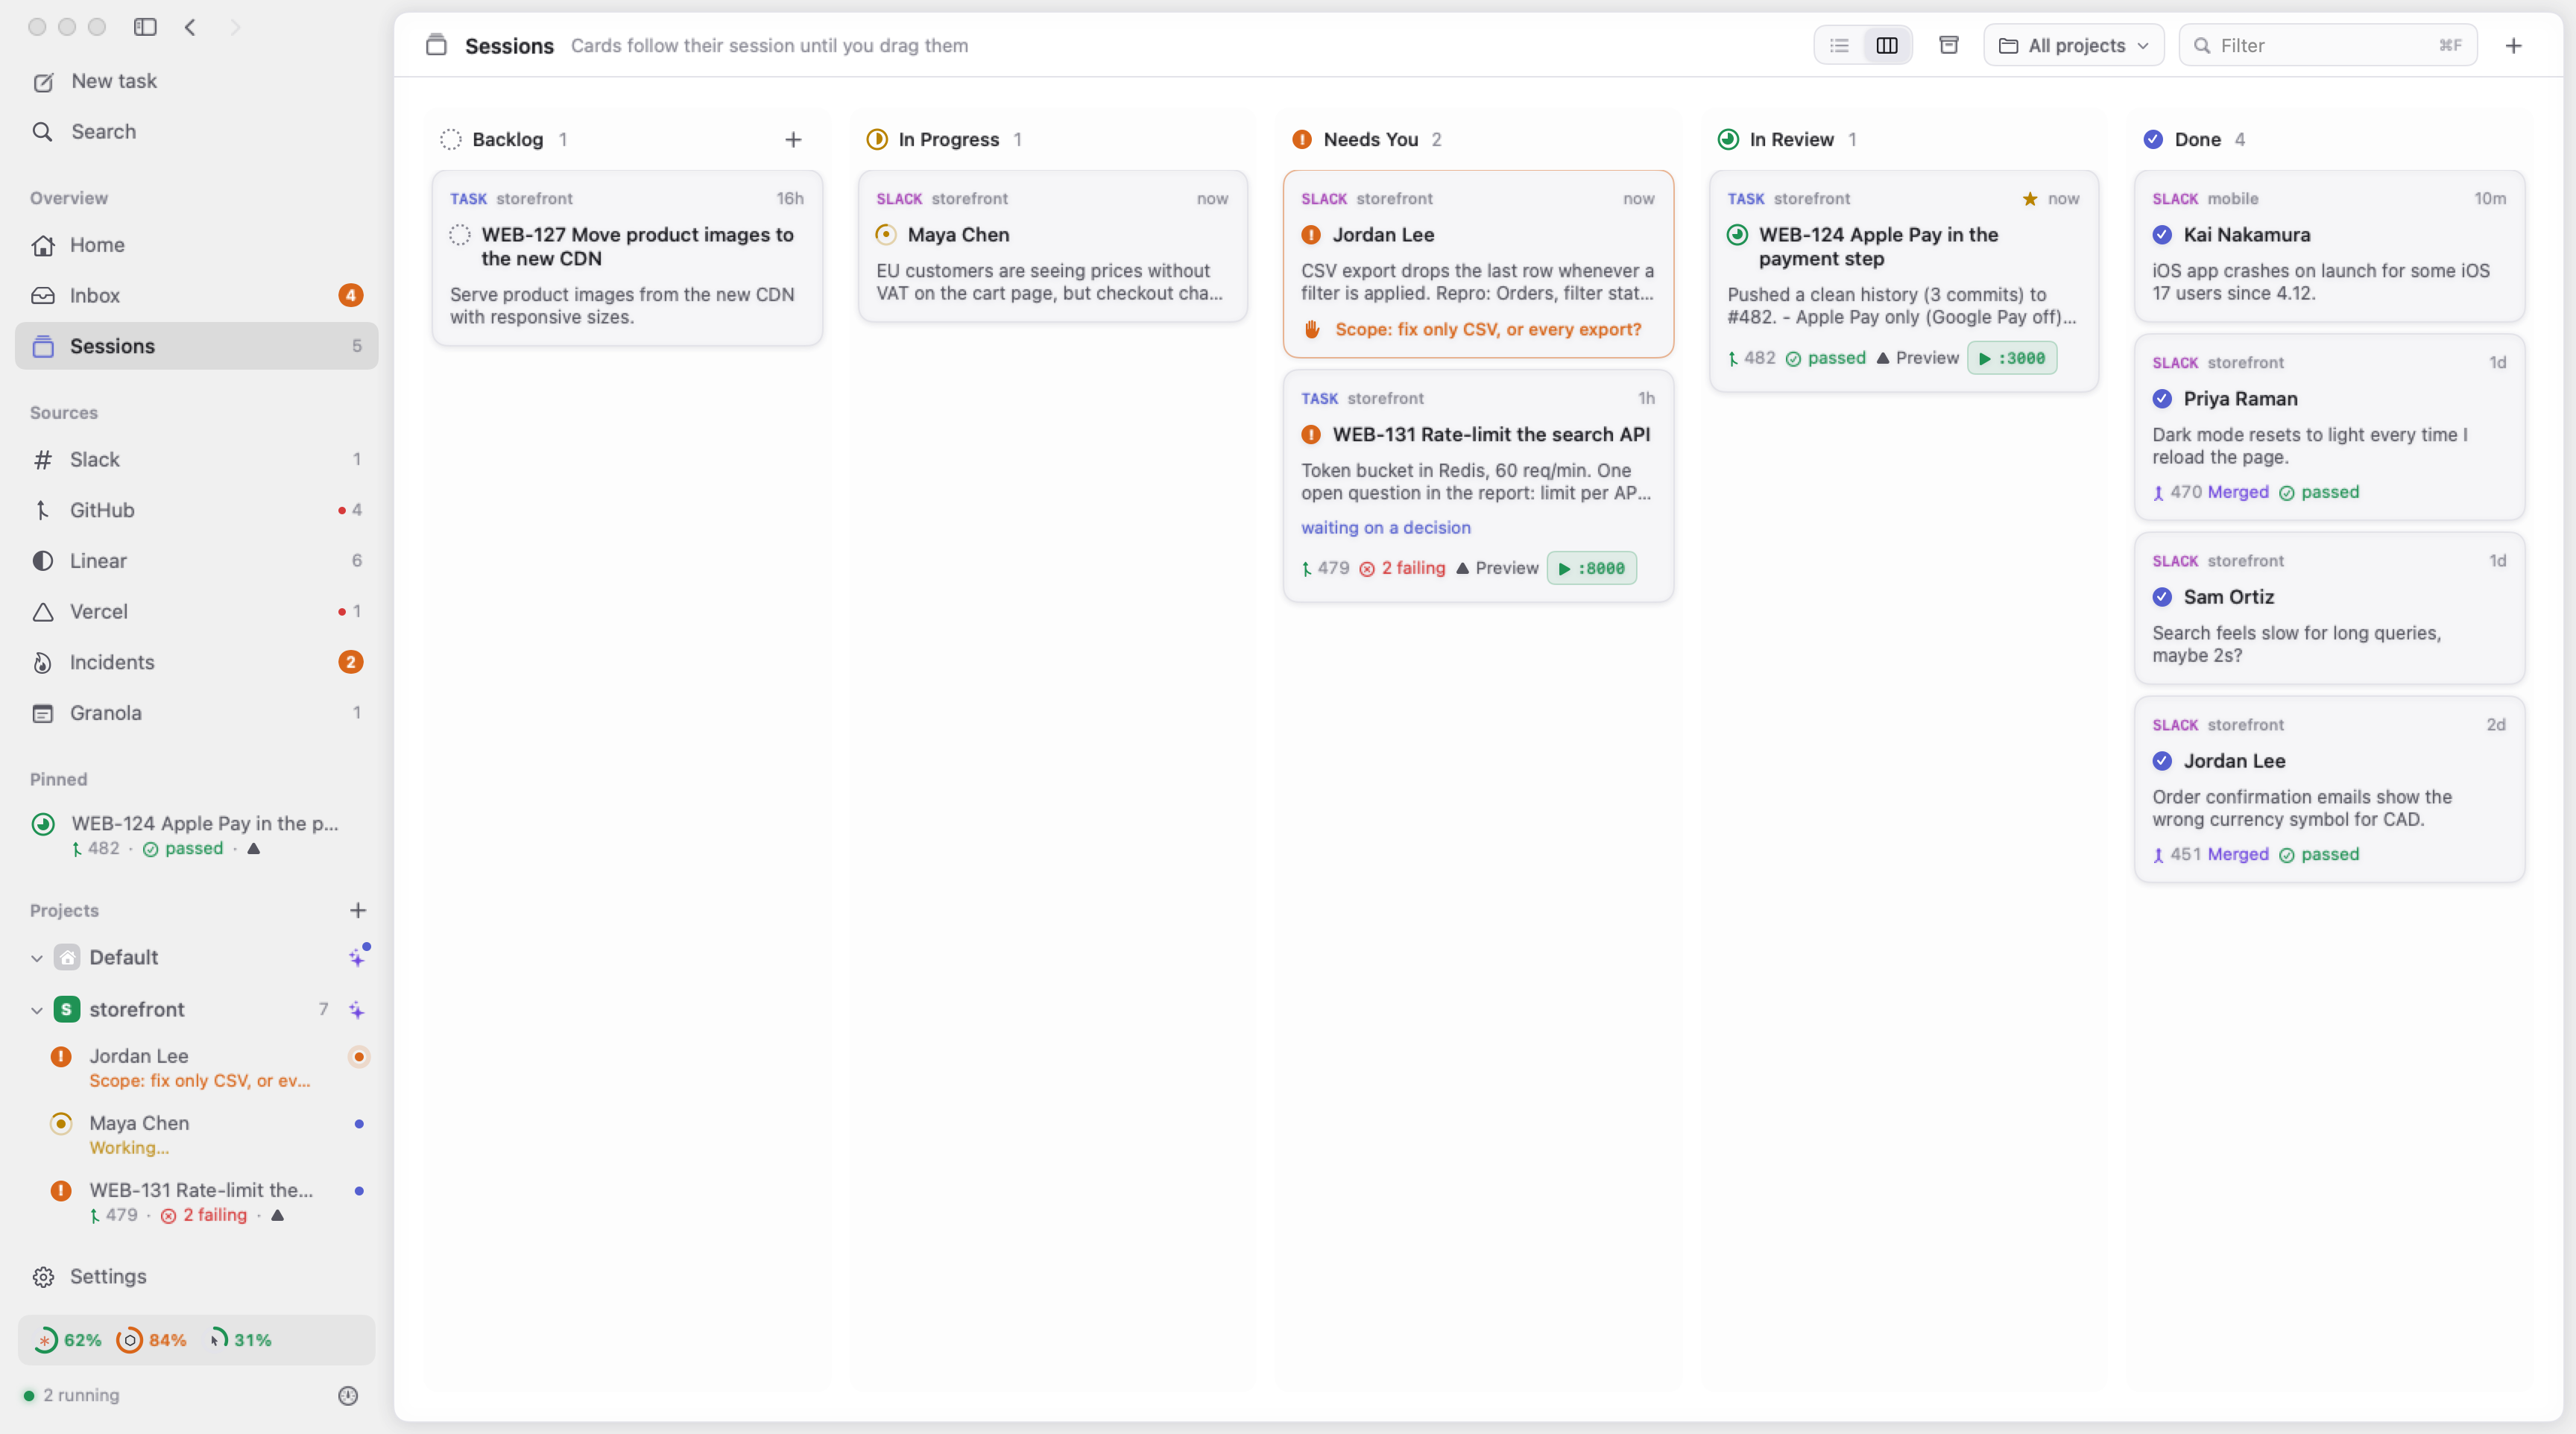 New task
Search
Overview
Home
Inbox 4
Sessions 5
Sources
Slack 1
GitHub 4
Linear 6
Vercel 1
Incidents 2
Granola 1
Pinned
WEB-124 Apple Pay in the p...
482 · passed ·
Projects
Default
S storefront 7
Jordan Lee
Scope: fix only CSV, or ev...
Maya Chen
Working...
WEB-131 Rate-limit the...
479 · 2 failing ·
Settings
62% 84% 31%
2 running
Sessions Cards follow their session until you drag them
All projects
Filter ⌘F
Backlog 1
TASK storefront 16h
WEB-127 Move product images to
the new CDN
Serve product images from the new CDN
with responsive sizes.
In Progress 1
SLACK storefront now
Maya Chen
EU customers are seeing prices without
VAT on the cart page, but checkout cha...
Needs You 2
SLACK storefront now
Jordan Lee
CSV export drops the last row whenever a
filter is applied. Repro: Orders, filter stat...
Scope: fix only CSV, or every export?
TASK storefront 1h
WEB-131 Rate-limit the search API
Token bucket in Redis, 60 req/min. One
open question in the report: limit per AP...
waiting on a decision
479 2 failing Preview :8000
In Review 1
TASK storefront now
WEB-124 Apple Pay in the
payment step
Pushed a clean history (3 commits) to
#482. - Apple Pay only (Google Pay off)...
482 passed Preview :3000
Done 4
SLACK mobile 10m
Kai Nakamura
iOS app crashes on launch for some iOS
17 users since 4.12.
SLACK storefront 1d
Priya Raman
Dark mode resets to light every time I
reload the page.
470 Merged passed
SLACK storefront 1d
Sam Ortiz
Search feels slow for long queries,
maybe 2s?
SLACK storefront 2d
Jordan Lee
Order confirmation emails show the
wrong currency symbol for CAD.
451 Merged passed